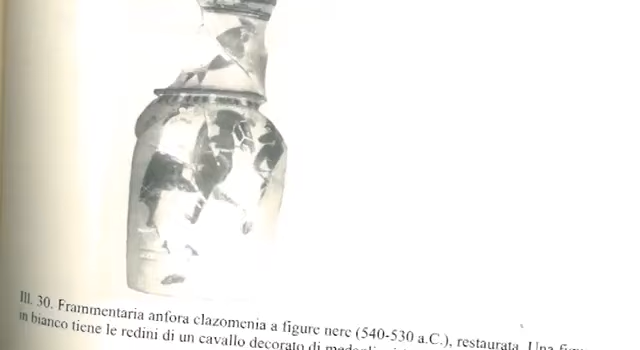 Ill. 30. Frammentaria anfora clazomenia a figure nere (540-530 a.C.), restaurata. Una
in bianco tiene le redini di un cavallo decorato di